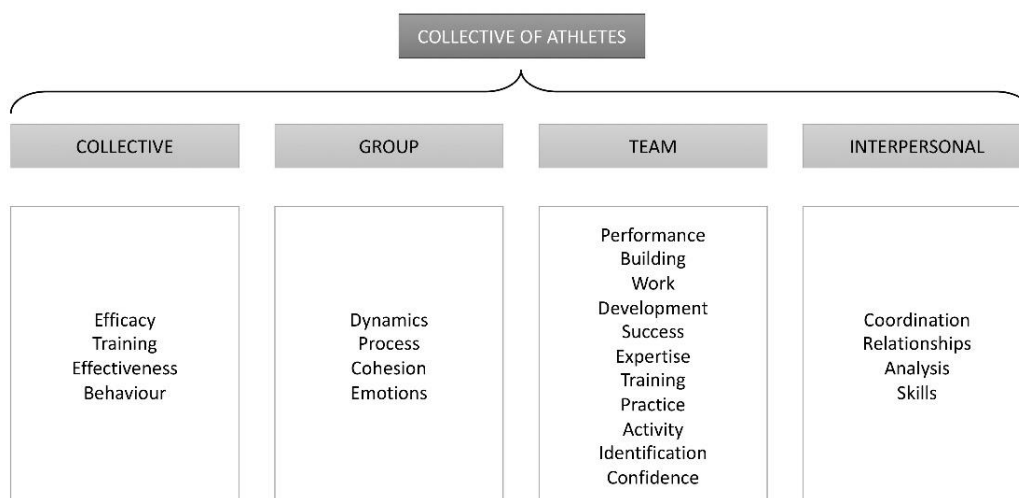 COLLECTIVE OF ATHLETES
COLLECTIVE
GROUP
TEAM
INTERPERSONAL
Efficacy
Training
Effectiveness
Behaviour
Dynamics
Process
Cohesion
Emotions
Performance
Building
Work
Development
Success
Expertise
Training
Practice
Activity
Identification
Confidence
Coordination
Relationships
Analysis
Skills